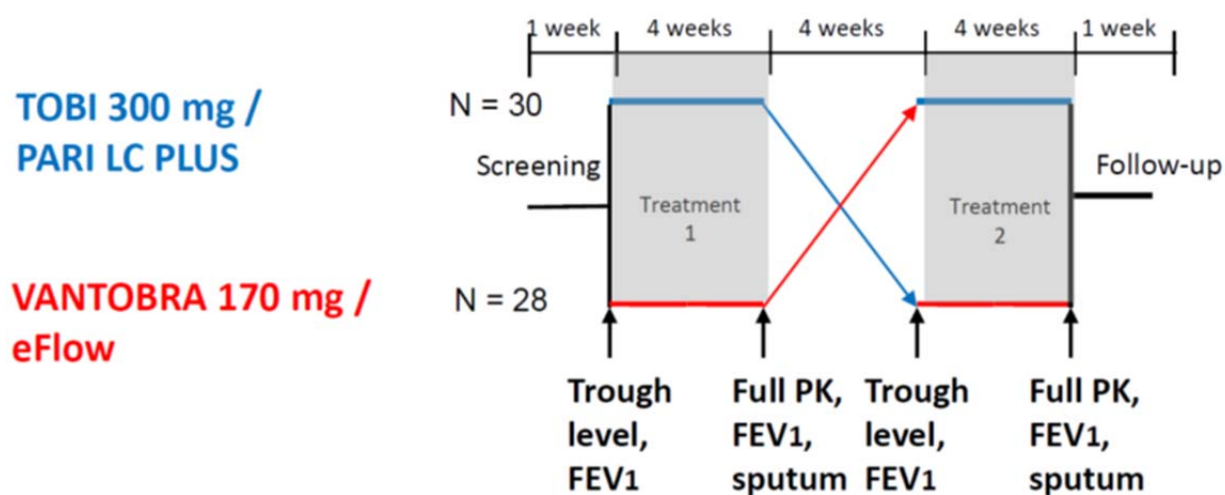 1 week 4 weeks 4 weeks 4 weeks 1 week
TOBI 300 mg /
PARI LC PLUS
N = 30
Screening
Treatment
1
Treatment
2
Follow-up
VANTOBRA 170 mg /
eFlow
N = 28
Trough
level,
FEV1
Full PK,
FEV1,
sputum
Trough
level,
FEV1
Full PK,
FEV1,
sputum